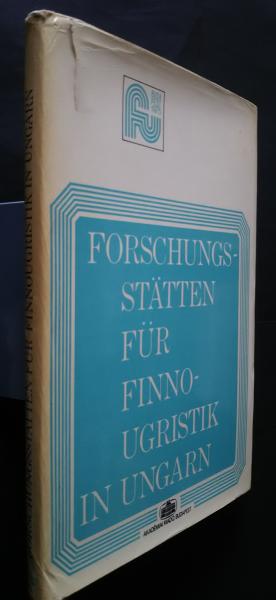 FORSCHUNGS-
STÄTTEN
FÜR
FINNO-
UGRISTIK
IN UNGARN
AKADÉMIAI KIADÓ, BUDAPEST
FORSCHUNGSSTÄTTEN FÜR FINNOUGRISTIK IN UNGARN